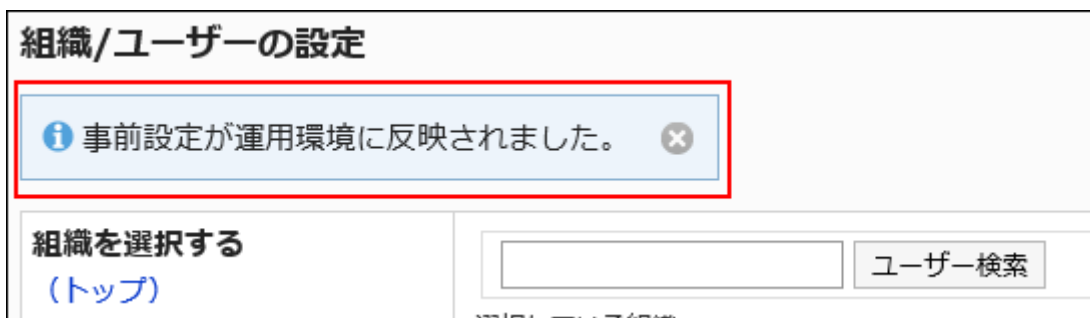 組織/ユーザーの設定
事前設定が運用環境に反映されました。
組織を選択する
(トップ)
ユーザー検索